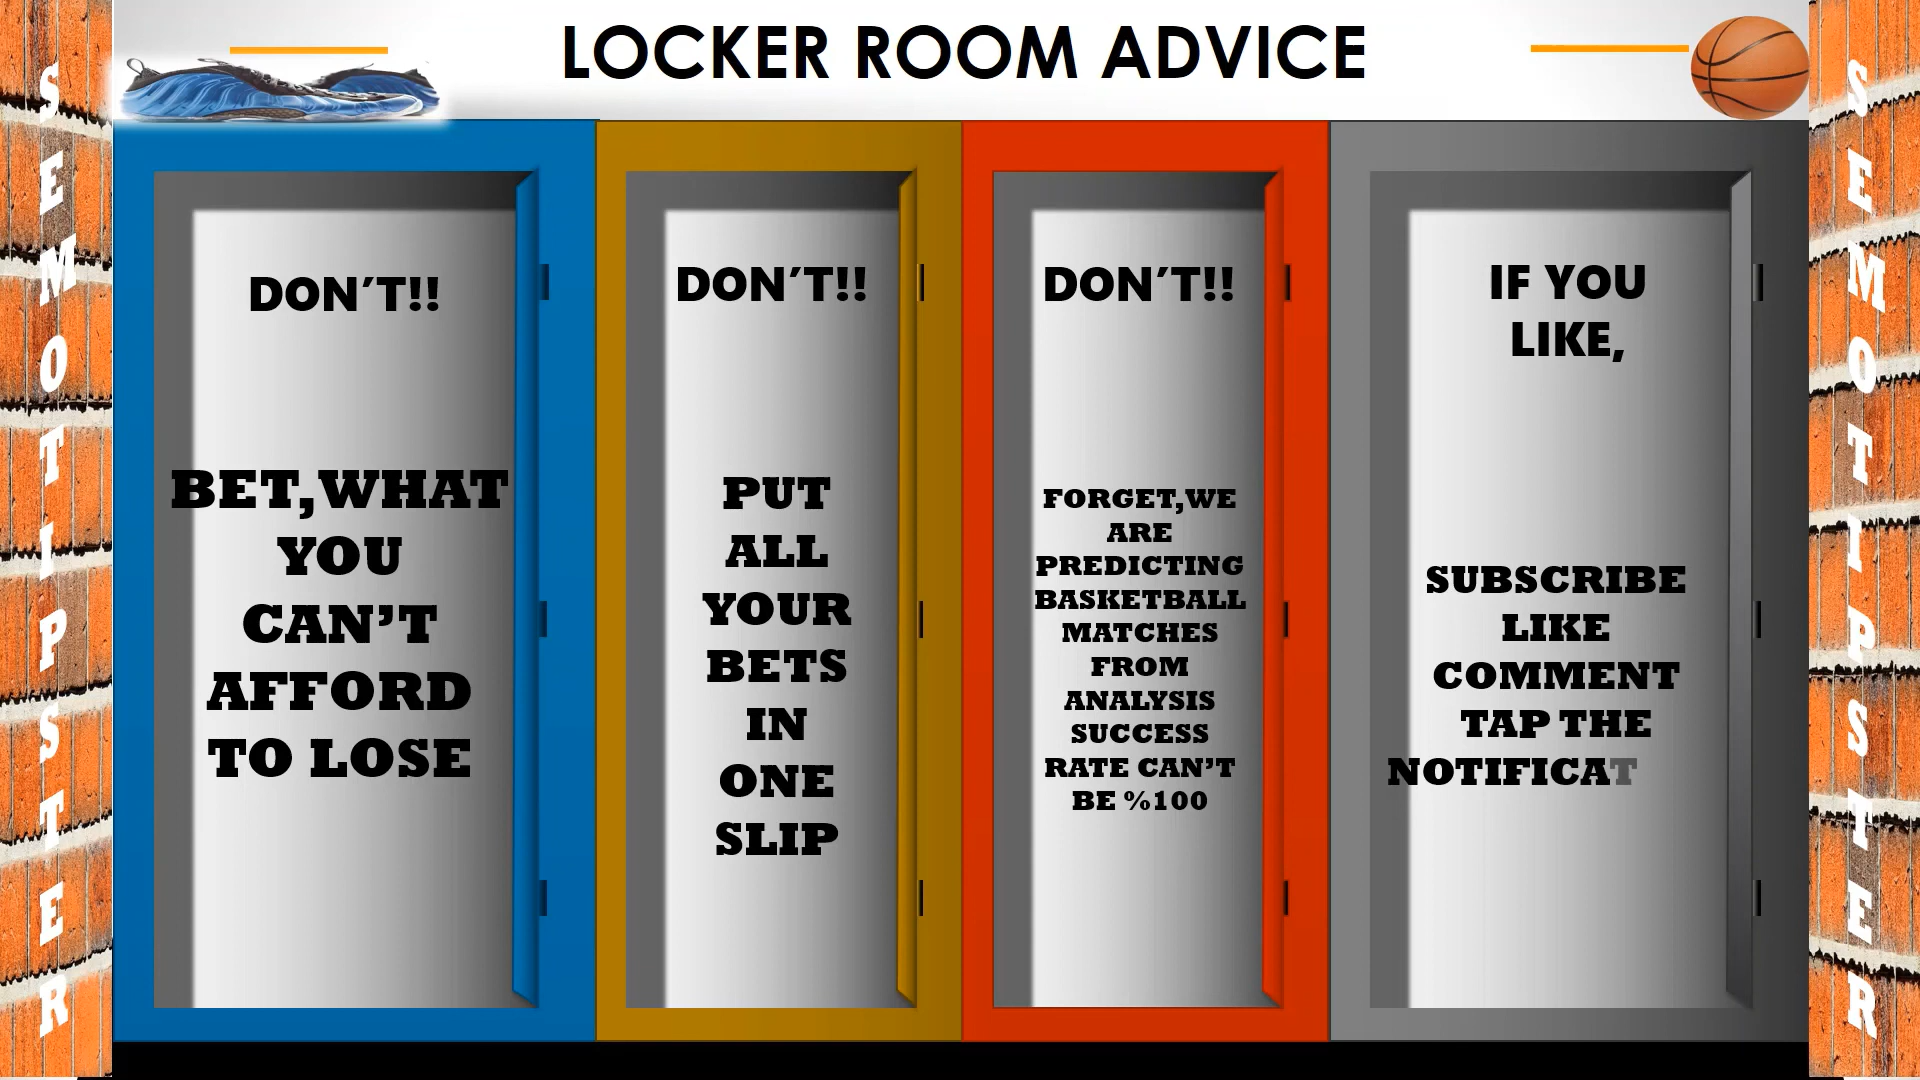 LOCKER ROOM ADVICE
SEMOTIPSTER
DON'T!!
BET,WHAT
YOU
CAN'T
AFFORD
TO LOSE
DON'T!!
PUT
ALL
YOUR
BETS
IN
ONE
SLIP
DON'T!!
FORGET,WE
ARE
PREDICTING
BASKETBALL
MATCHES
FROM
ANALYSIS
SUCCESS
RATE CAN'T
BE %100
IF YOU
LIKE,
SUBSCRIBE
LIKE
COMMENT
TAP THE
NOTIFICAT
SEMOTIPSTER